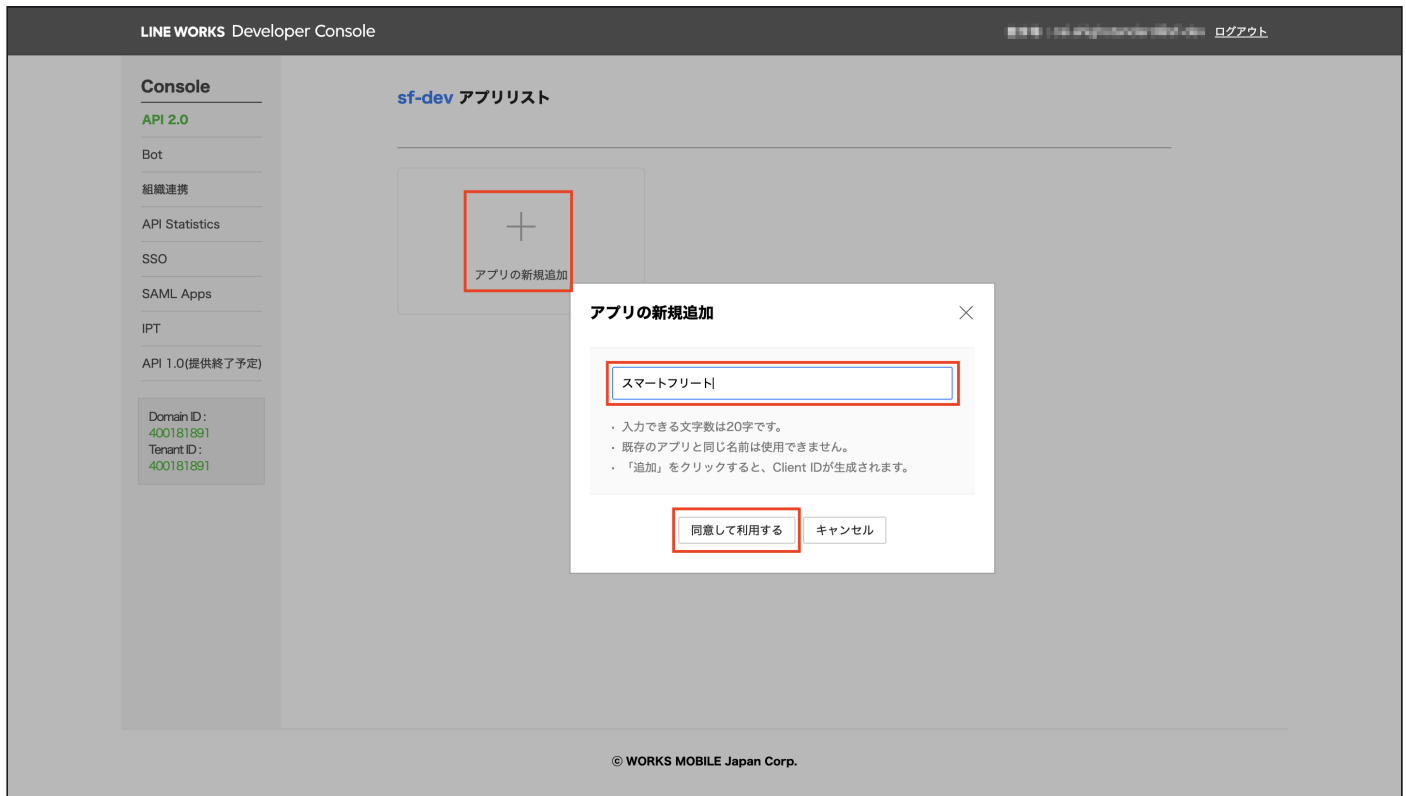 LINE WORKS Developer Console
ログアウト
Console
API 2.0
Bot
組織連携
API Statistics
SSO
SAML Apps
IPT
API 1.0(提供終了予定)
Domain ID :
400181891
Tenant ID :
400181891
sf-dev アプリリスト
アプリの新規追加
アプリの新規追加
スマートフリート
・ 入力できる文字数は20字です。
・ 既存のアプリと同じ名前は使用できません。
・ 「追加」をクリックすると、Client IDが生成されます。
同意して利用する
キャンセル
© WORKS MOBILE Japan Corp.